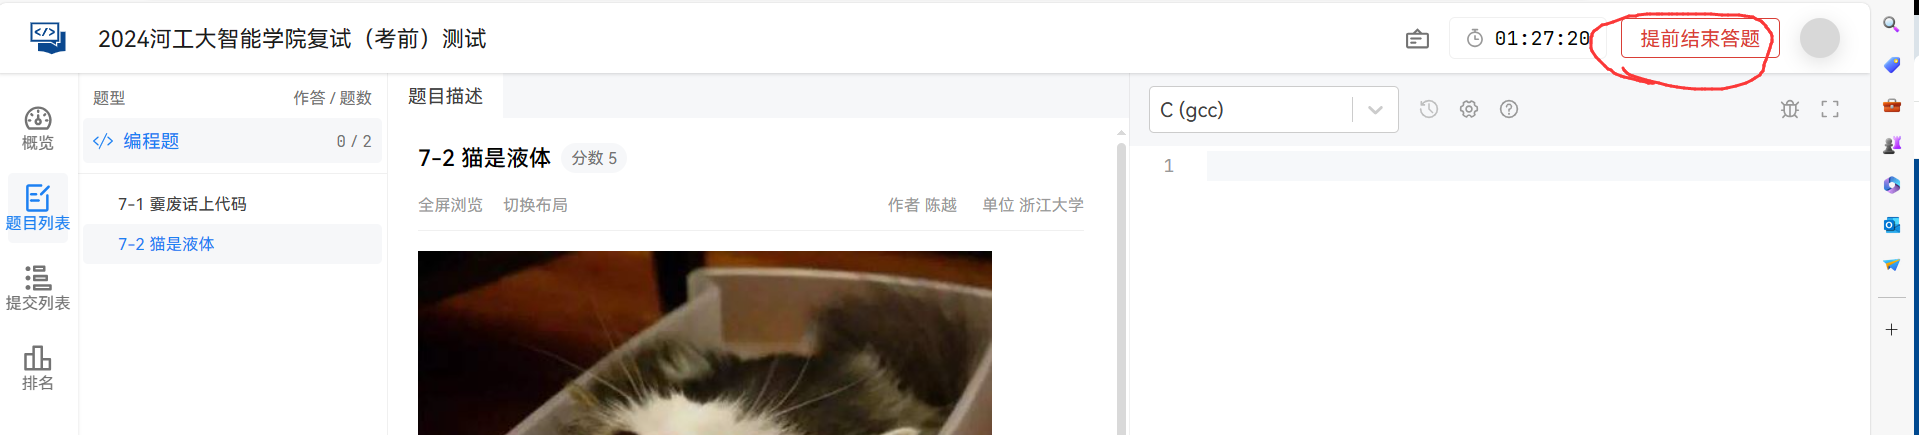 2024河工大智能学院复试（考前）测试
01:27:20
提前结束答题
概览
题目列表
提交列表
排名
题型 作答 / 题数
编程题 0 / 2
7-1 霎废话上代码
7-2 猫是液体
题目描述
7-2 猫是液体 分数 5
全屏浏览 切换布局 作者 陈越 单位 浙江大学
C (gcc)
1